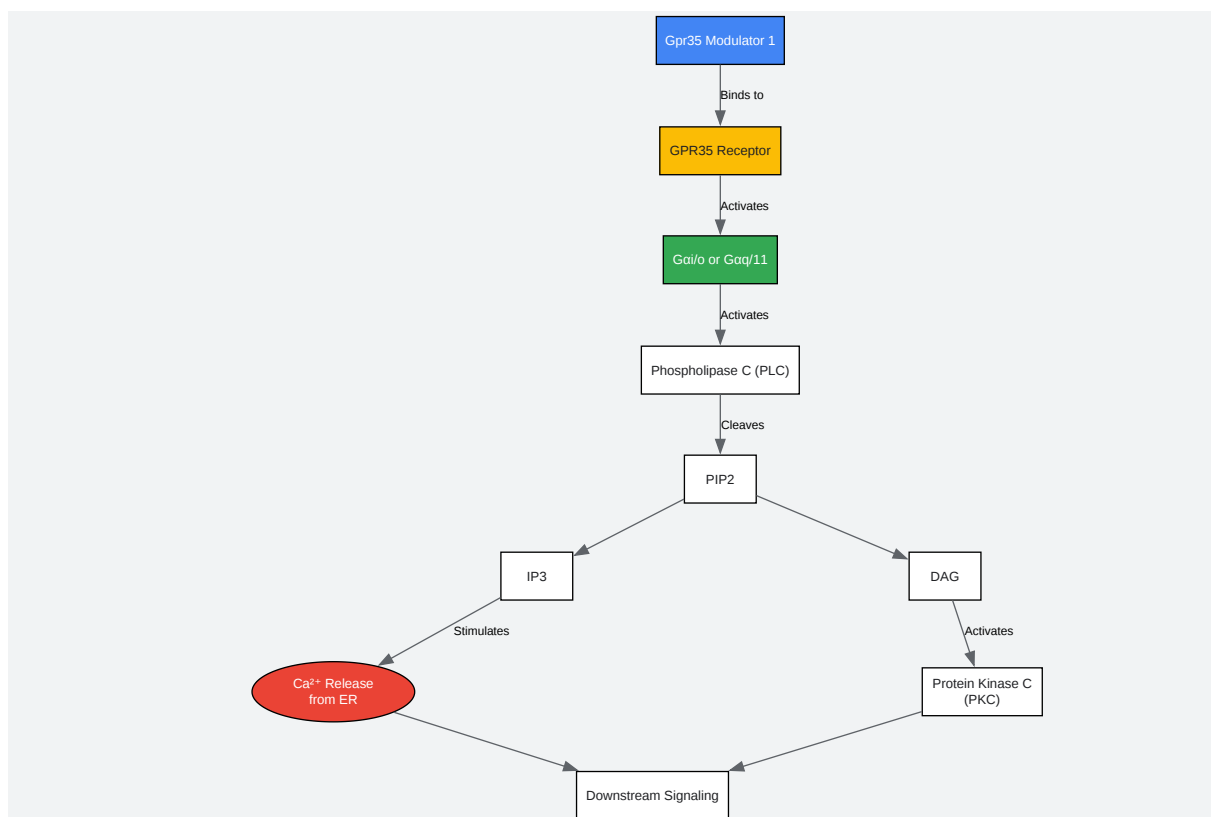 Gpr35 Modulator 1
Binds to
GPR35 Receptor
Activates
Gαi/o or Gαq/11
Activates
Phospholipase C (PLC)
Cleaves
PIP2
IP3
DAG
Stimulates
Activates
Ca²⁺ Release
from ER
Protein Kinase C
(PKC)
Downstream Signaling